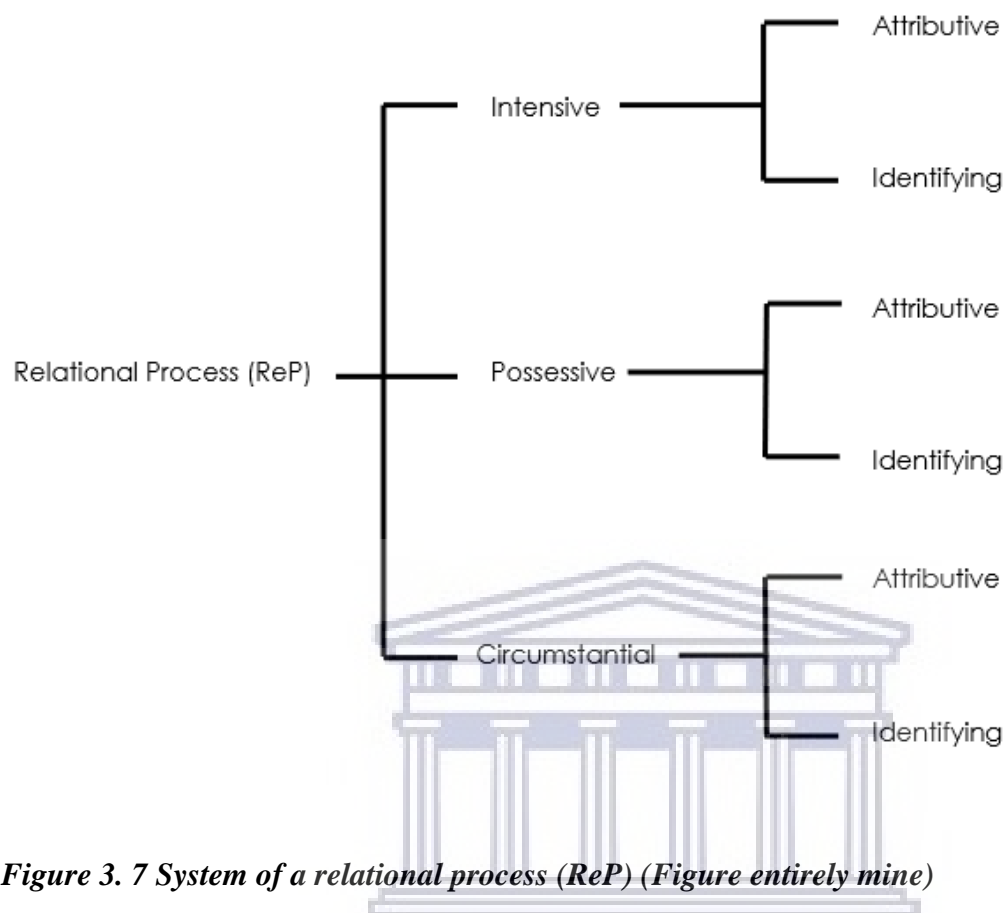 Attributive
Intensive
Identifying
Attributive
Relational Process (ReP)
Possessive
Identifying
Attributive
Circumstantial
Identifying
Figure 3. 7 System of a relational process (ReP) (Figure entirely mine)